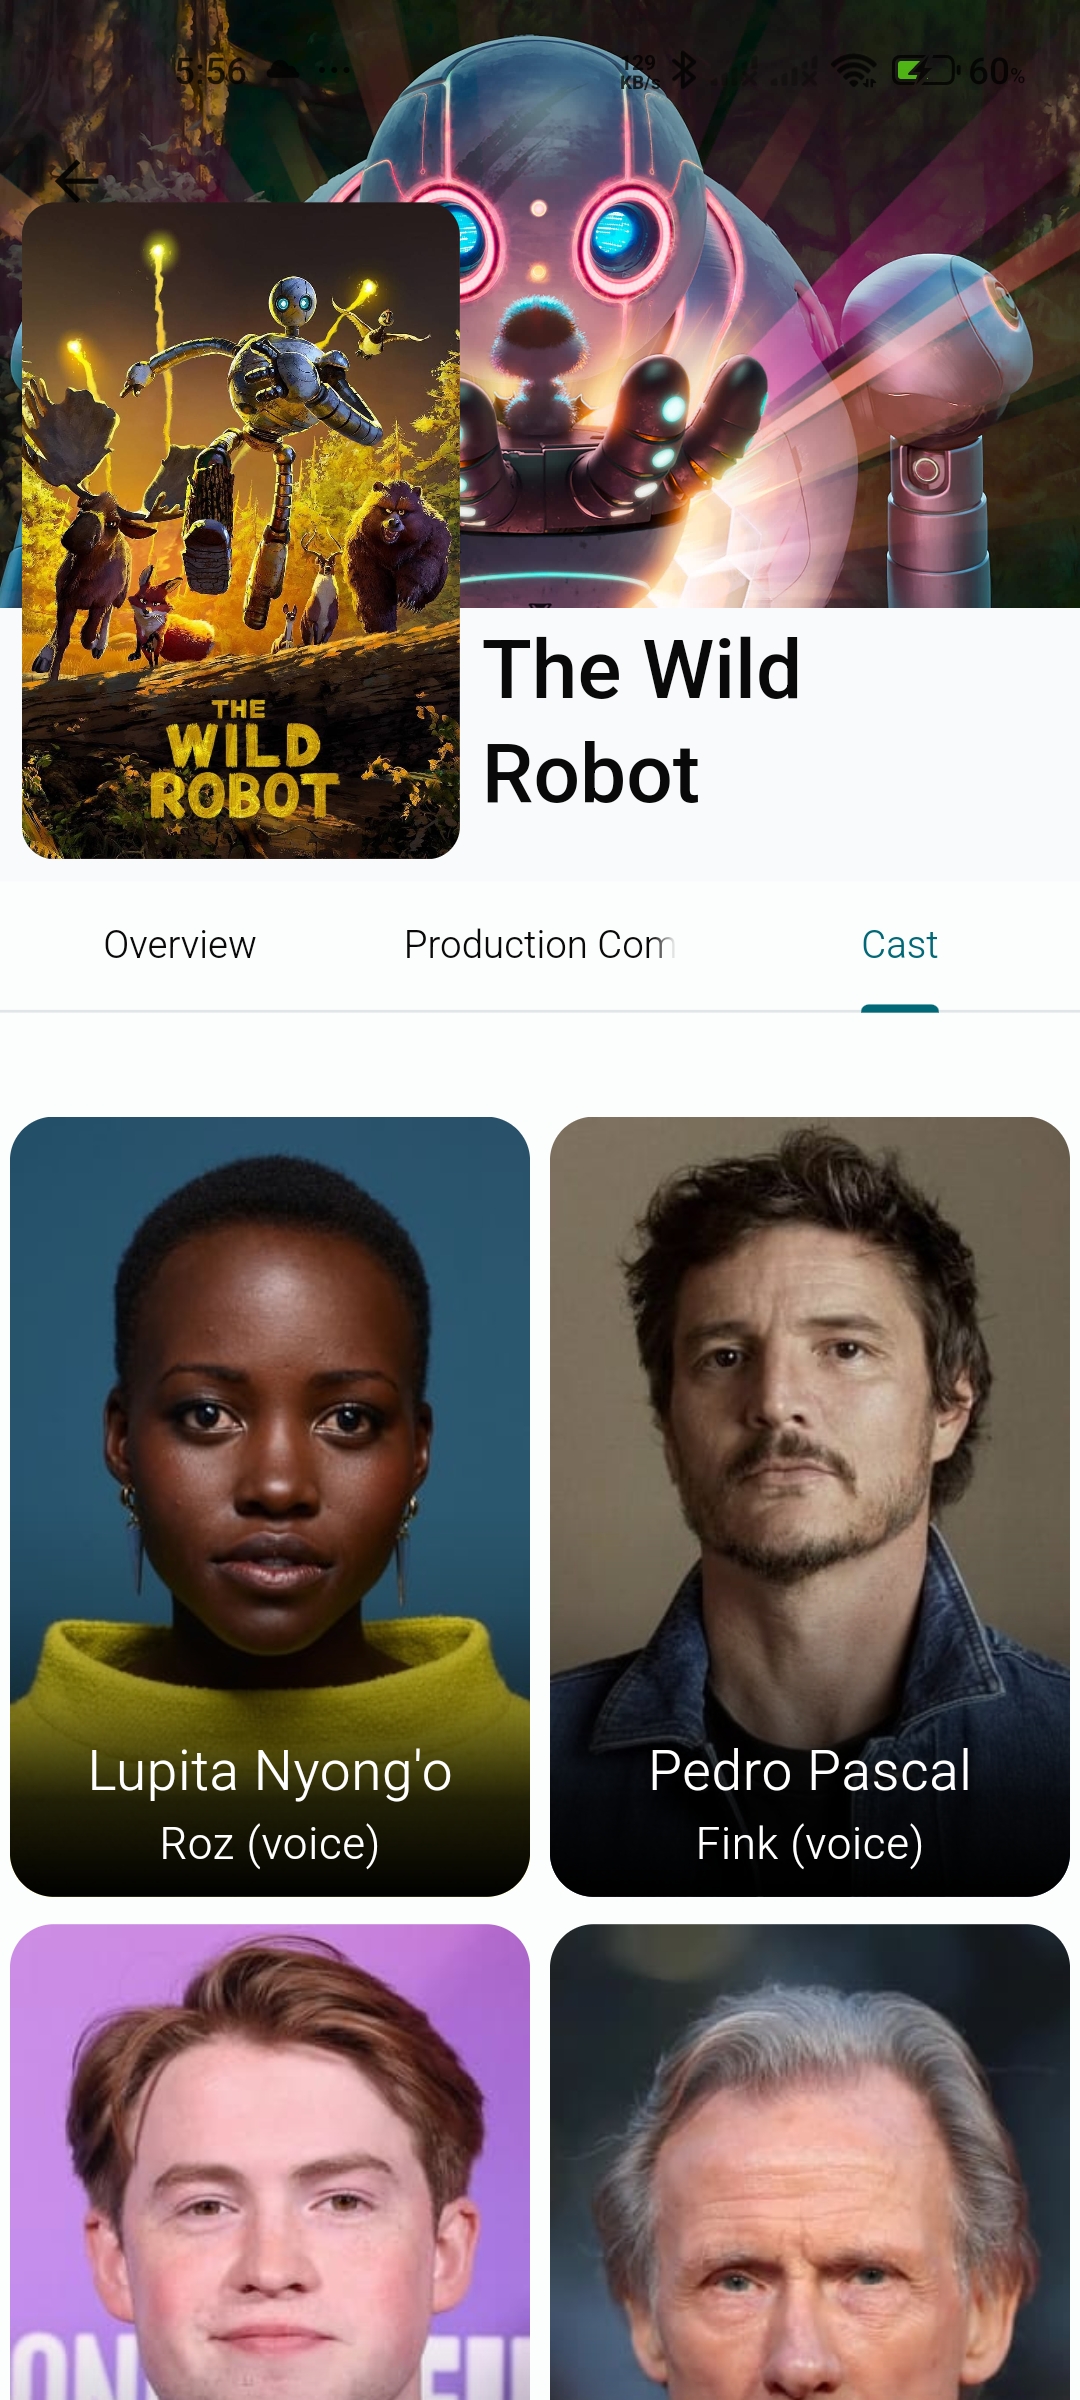 5:56
129
KB/s
60%
THE
WILD
ROBOT
The Wild
Robot
Overview
Production Com
Cast
Lupita Nyong'o
Roz (voice)
Pedro Pascal
Fink (voice)